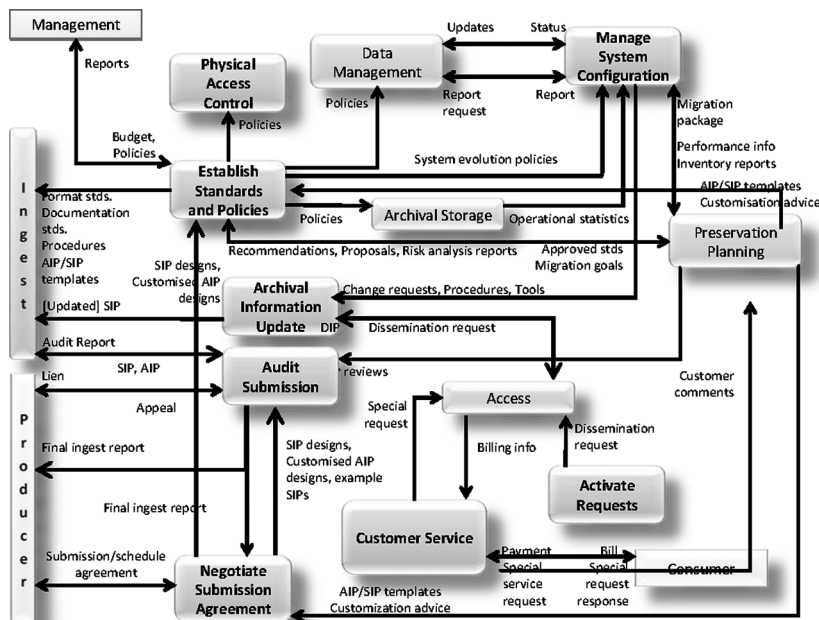 Management
Reports
Budget,
Policies
Physical
Access
Control
Policies
Data
Management
Policies
Updates
Status
Report
request
Report
Manage
System
Configuration
Migration
package
Performance info
Inventory reports
System evolution policies
Ingest
Establish
Standards
and Policies
Format stds.
Documentation
stds.
Procedures
AIP/SIP
templates
Policies
Archival Storage
Operational statistics
AIP/SIP templates
Customisation advice
Preservation
Planning
Recommendations, Proposals, Risk analysis reports
Approved stds
Migration goals
SIP designs,
Customised AIP
designs
Archival
Information
Update
Change requests, Procedures, Tools
[Updated] SIP
DIP
Dissemination request
Audit Report
SIP, AIP
Audit
Submission
reviews
Customer
comments
Producer
Lien
Appeal
Access
Special
request
Billing info
Dissemination
request
Final ingest report
SIP designs,
Customised AIP
designs, example
SIPs
Final ingest report
Activate
Requests
Customer Service
Submission/schedule
agreement
Negotiate
Submission
Agreement
Payment
Special
service
request
Bill
Special
request
response
Consumer
AIP/SIP templates
Customization advice